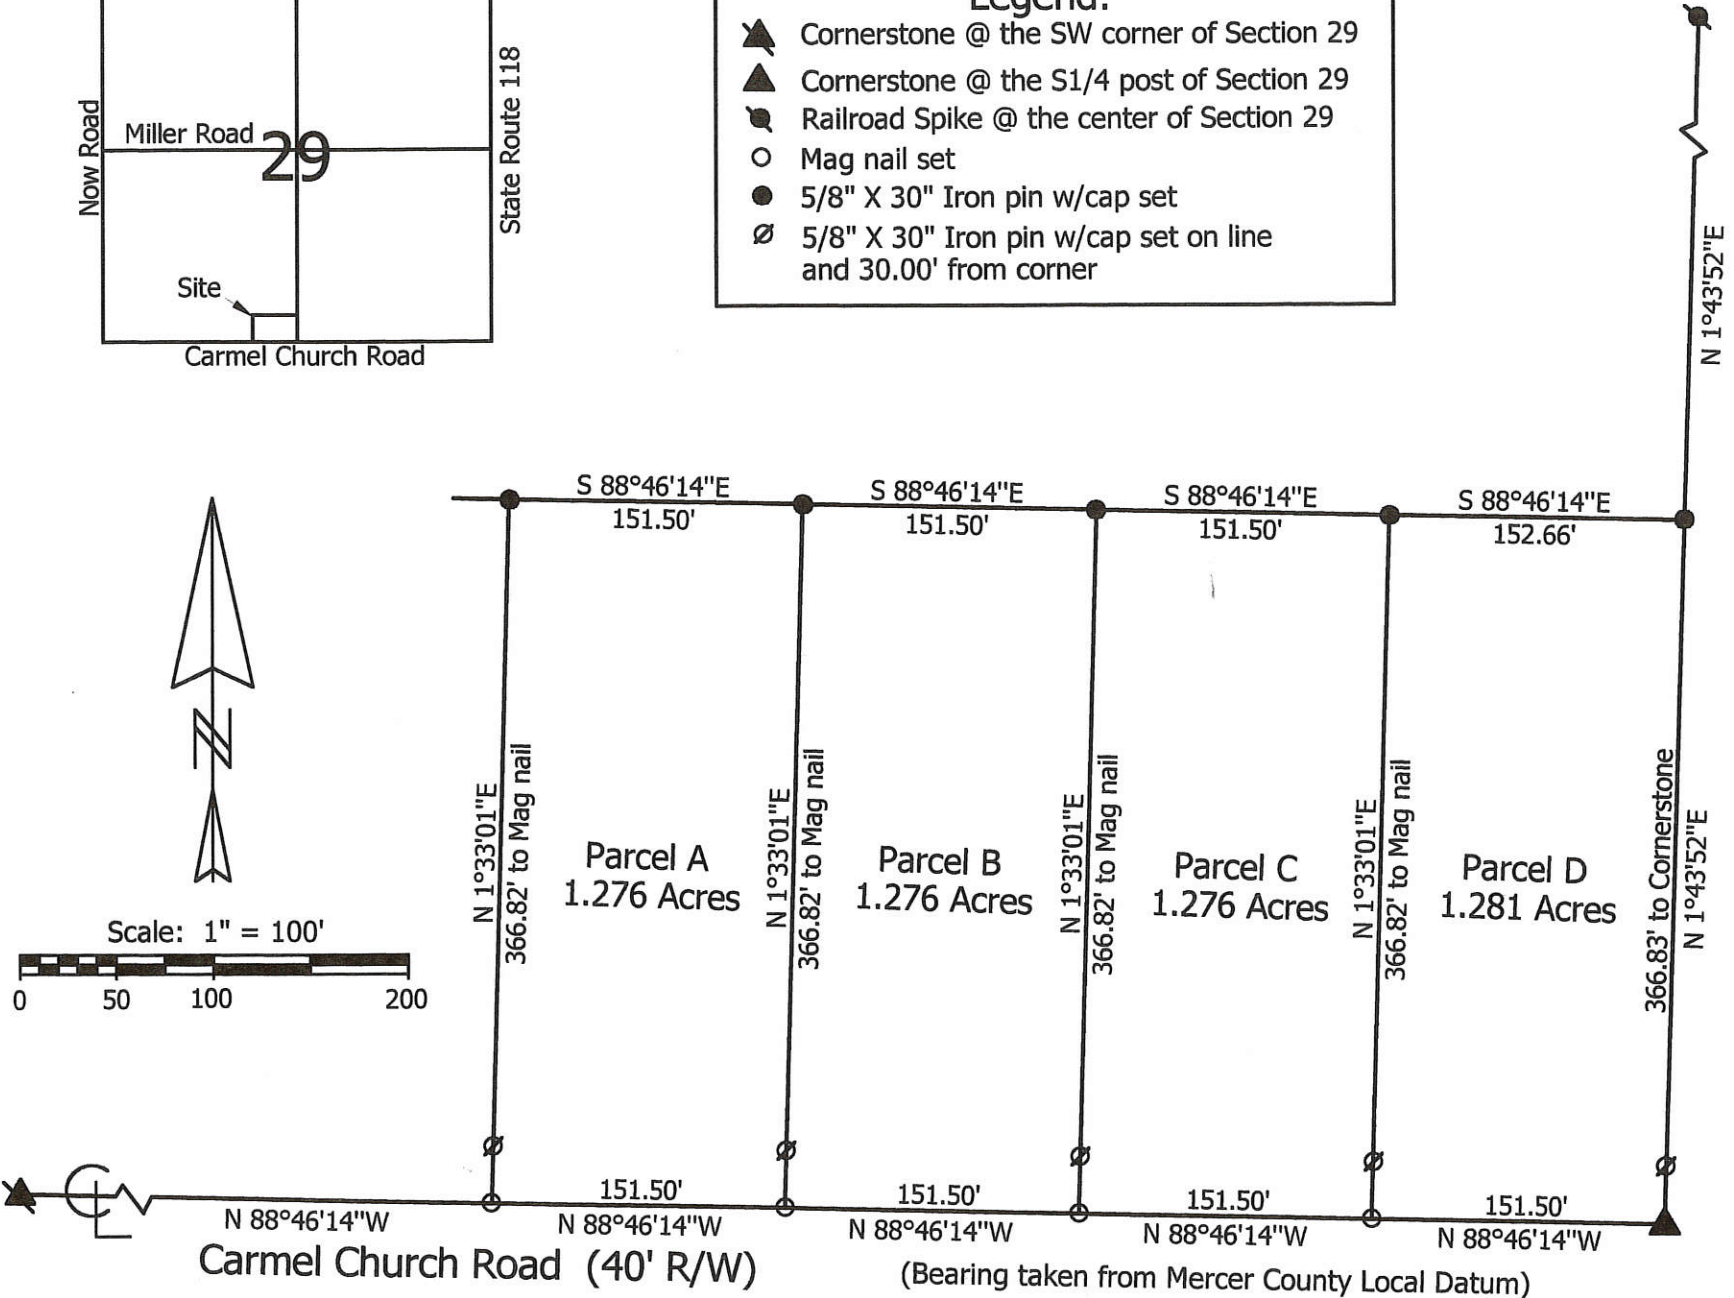 Legend:
Cornerstone @ the SW corner of Section 29
Cornerstone @ the S1/4 post of Section 29
Railroad Spike @ the center of Section 29
Mag nail set
5/8" X 30" Iron pin w/cap set
5/8" X 30" Iron pin w/cap set on line
and 30.00' from corner
Now Road
Miller Road
29
State Route 118
Site
Carmel Church Road
N 1°43'52"E
S 88°46'14"E
151.50'
S 88°46'14"E
151.50'
S 88°46'14"E
151.50'
S 88°46'14"E
152.66'
N
Scale: 1" = 100'
0 50 100 200
N 1°33'01"E
366.82' to Mag nail
Parcel A
1.276 Acres
N 1°33'01"E
366.82' to Mag nail
Parcel B
1.276 Acres
N 1°33'01"E
366.82' to Mag nail
Parcel C
1.276 Acres
N 1°33'01"E
366.82' to Mag nail
Parcel D
1.281 Acres
366.83' to Cornerstone
N 1°43'52"E
CL
N 88°46'14"W
151.50'
N 88°46'14"W
151.50'
N 88°46'14"W
151.50'
N 88°46'14"W
151.50'
N 88°46'14"W
Carmel Church Road (40' R/W)
(Bearing taken from Mercer County Local Datum)